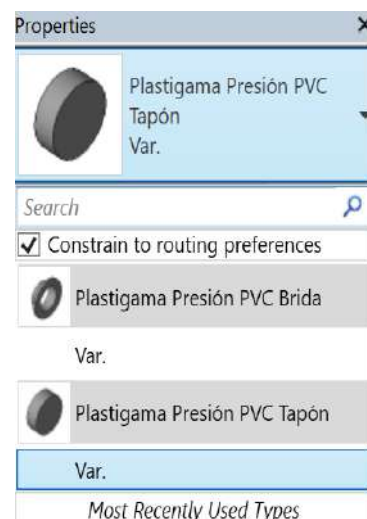 Properties
Plastigama Presión PVC
Tapón
Var.
Search
Constrain to routing preferences
Plastigama Presión PVC Brida
Var.
Plastigama Presión PVC Tapón
Var.
Most Recently Used Types